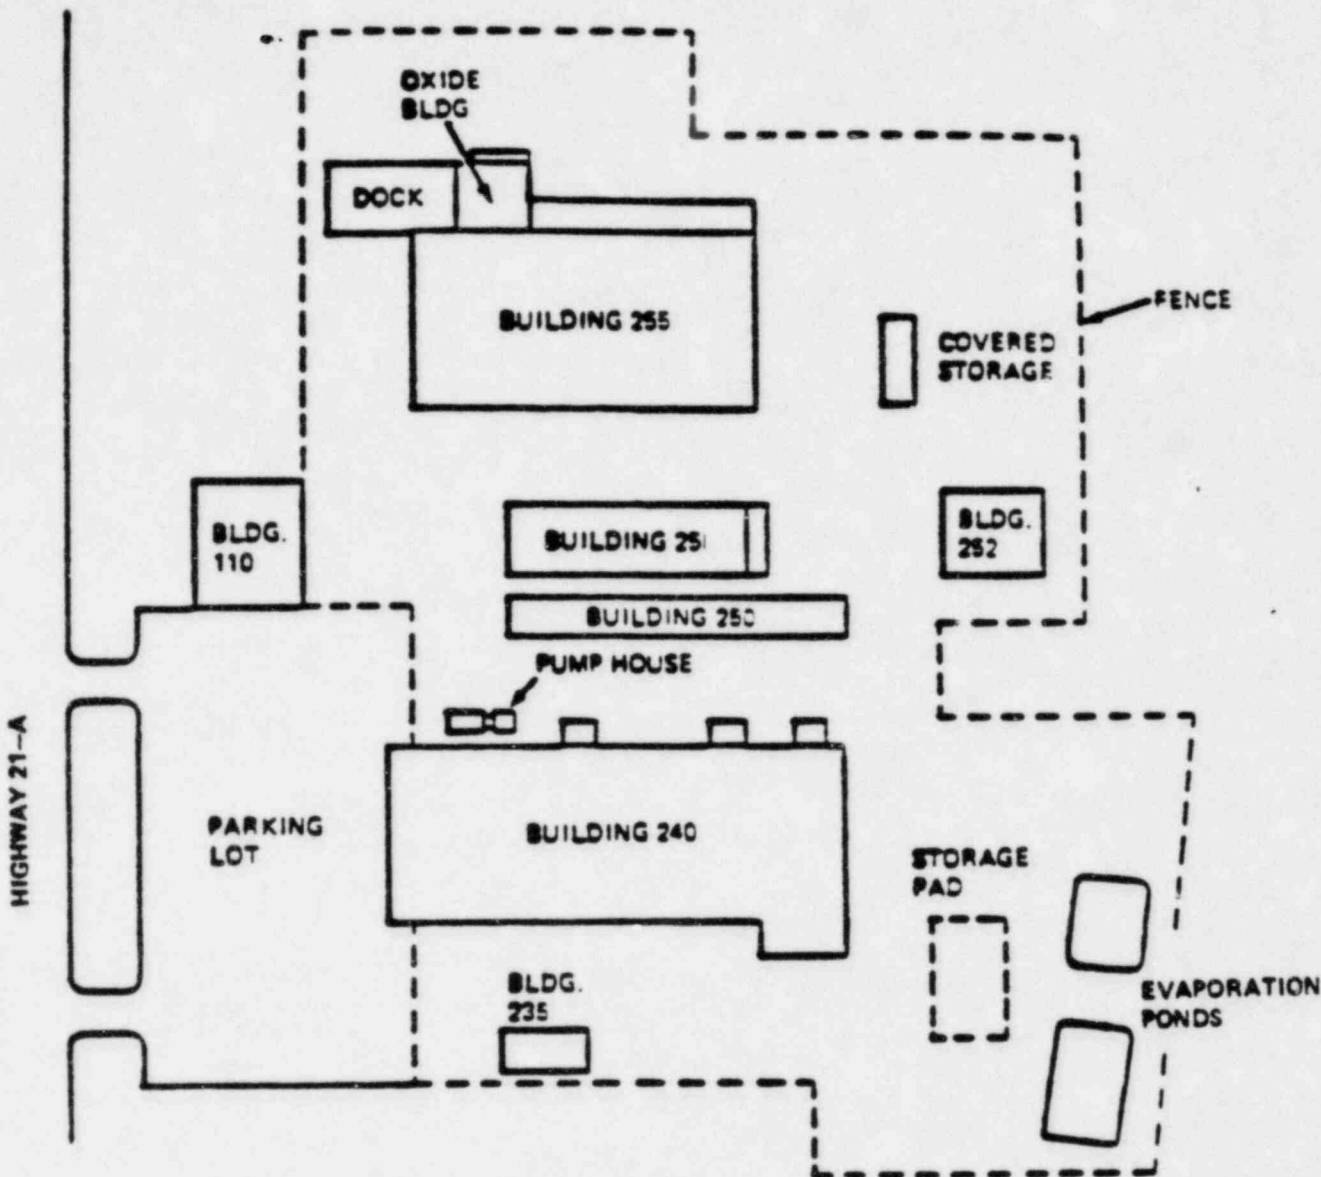 OXIDE
BLDG
DOCK
BUILDING 255
FENCE
COVERED
STORAGE
BLDG.
110
BUILDING 251
BLDG.
252
BUILDING 250
PUMP HOUSE
HIGHWAY 21-A
PARKING
LOT
BUILDING 240
STORAGE
PAD
BLDG.
235
EVAPORATION
PONDS